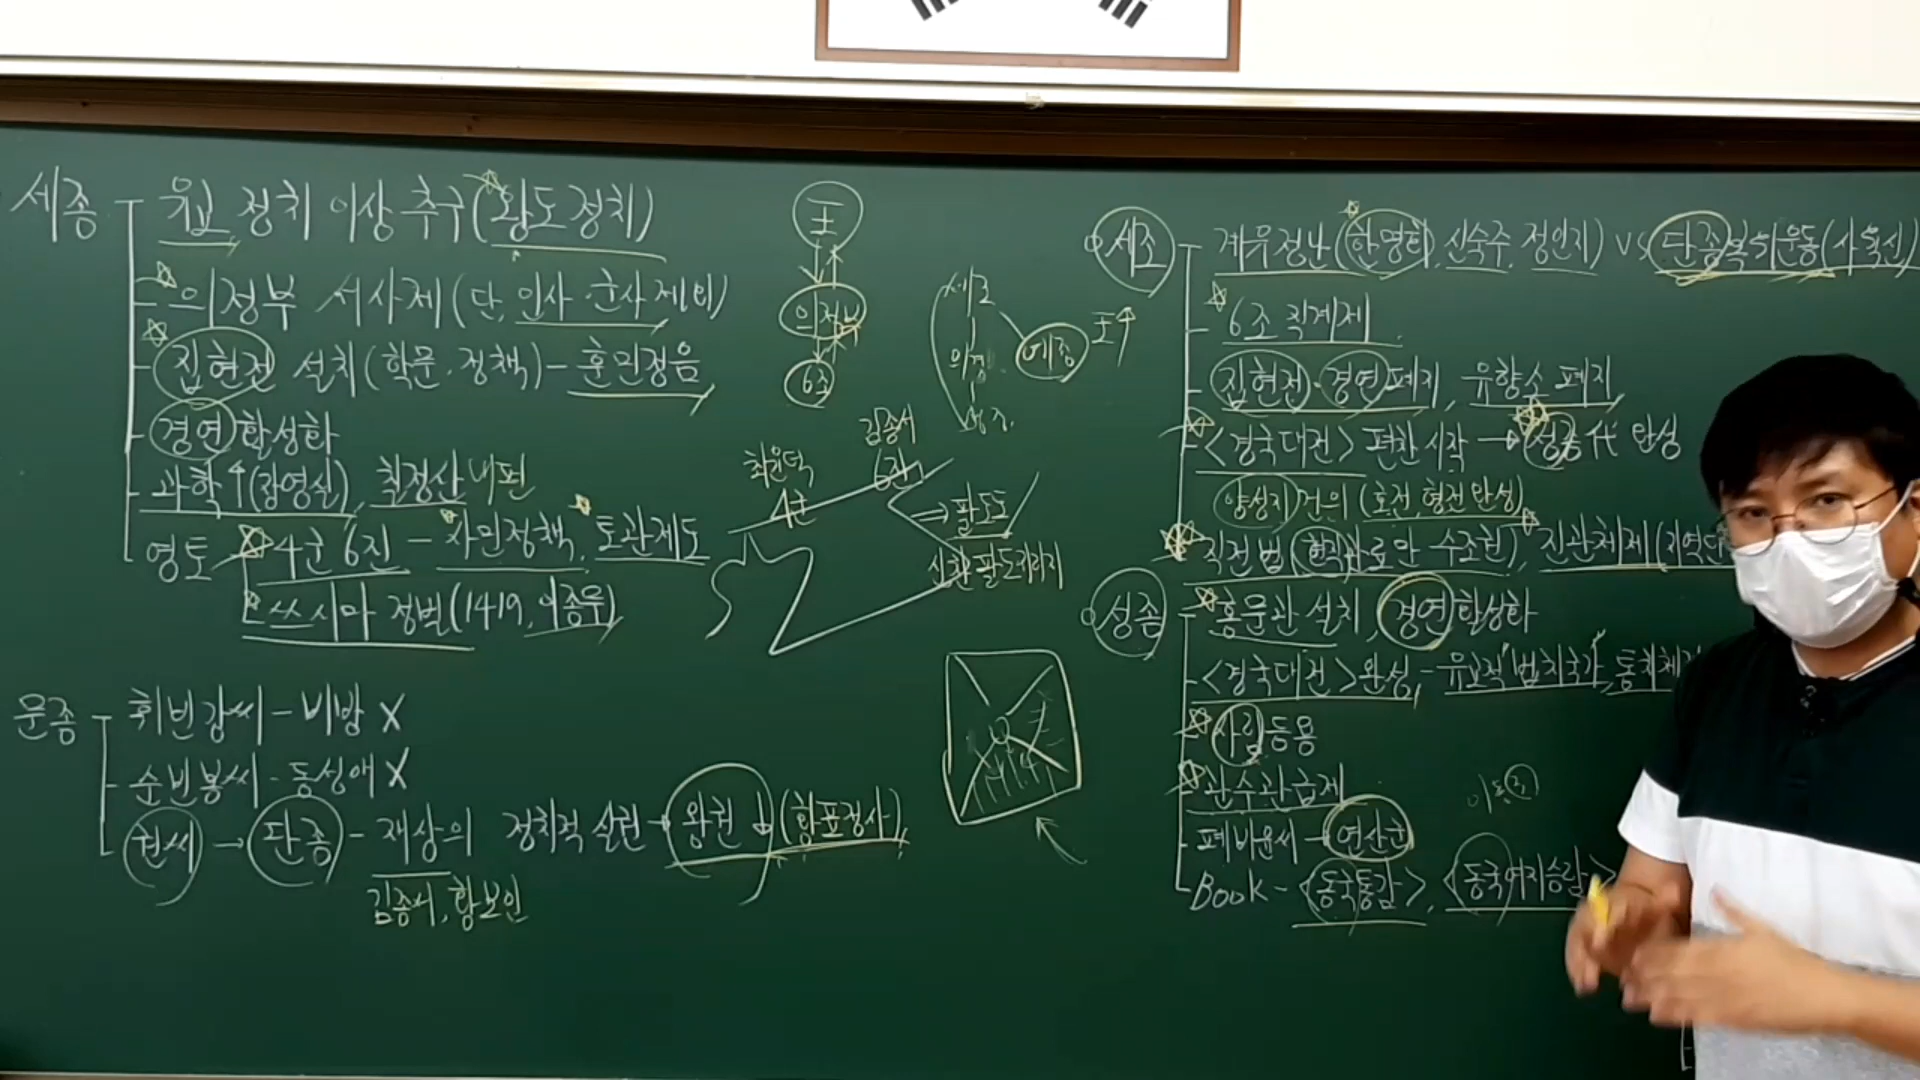 세종 유교 정치 이상 추구 (왕도정치)
의정부 서사제 (단, 인사·군사 제외)
집현전 설치 (학문·정책) - 훈민정음
경연 활성화
과학↑(장영실), 칠정산 내편
영토 4군 6진 - 사민정책, 토관제도
쓰시마 정벌 (1419, 이종무)
문종 휘빈김씨 - 비방 X
순빈봉씨 - 동성애 X
권씨 → 단종 - 재상의 정치적 실권 → 왕권↓ (황표정사)
김종서, 황보인
王
의정부
6조
세조
예종 王↑
의경
성종
최윤덕
4군
김종서
6진
⇒ 팔도도
신찬팔도지리지
세조 계유정난 (한명회, 신숙주, 정인지) VS 단종복위운동 (사육신)
6조 직계제
집현전·경연 폐지, 유향소 폐지
<경국대전> 편찬 시작 → 성종 代 완성
양성지 건의 (호전, 형전 완성)
직전법 (현직관료만 수조권), 진관체제 (지역단
성종 홍문관 설치, 경연 활성화
<경국대전> 완성 - 유교적 "법치국가", 통치체
사림 등용
관수관급제
폐비윤씨 → 연산군
Book - <동국통감>, <동국여지승람>